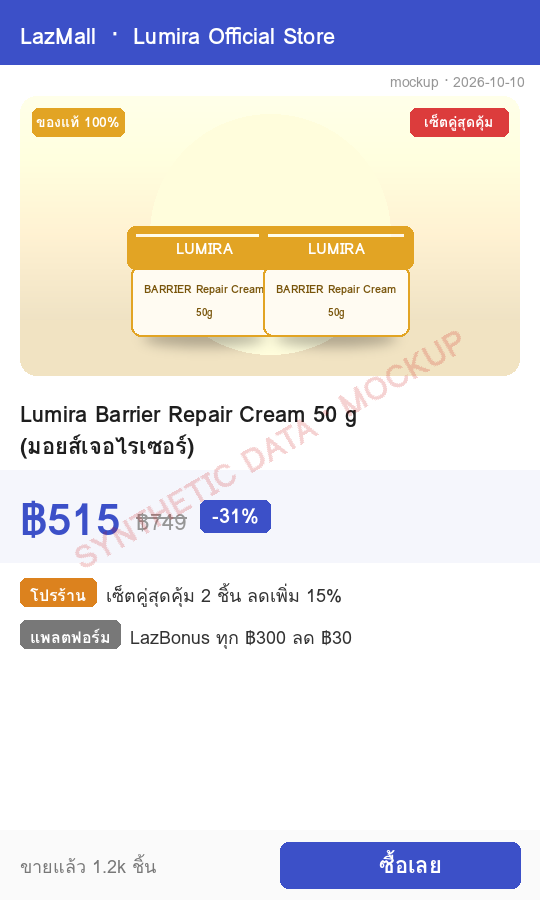 LazMall · Lumira Official Store
mockup · 2026-10-10
ของแท้ 100%
เซ็ตคู่สุดคุ้ม
LUMIRA
LUMIRA
BARRIER Repair Cream
BARRIER Repair Cream
50g
50g
Lumira Barrier Repair Cream 50 g
(มอยส์เจอไรเซอร์)
฿515 ฿749 -31%
SYNTHETIC DATA · MOCKUP
โปรร้าน เซ็ตคู่สุดคุ้ม 2 ชิ้น ลดเพิ่ม 15%
แพลตฟอร์ม LazBonus ทุก ฿300 ลด ฿30
ขายแล้ว 1.2k ชิ้น
ซื้อเลย